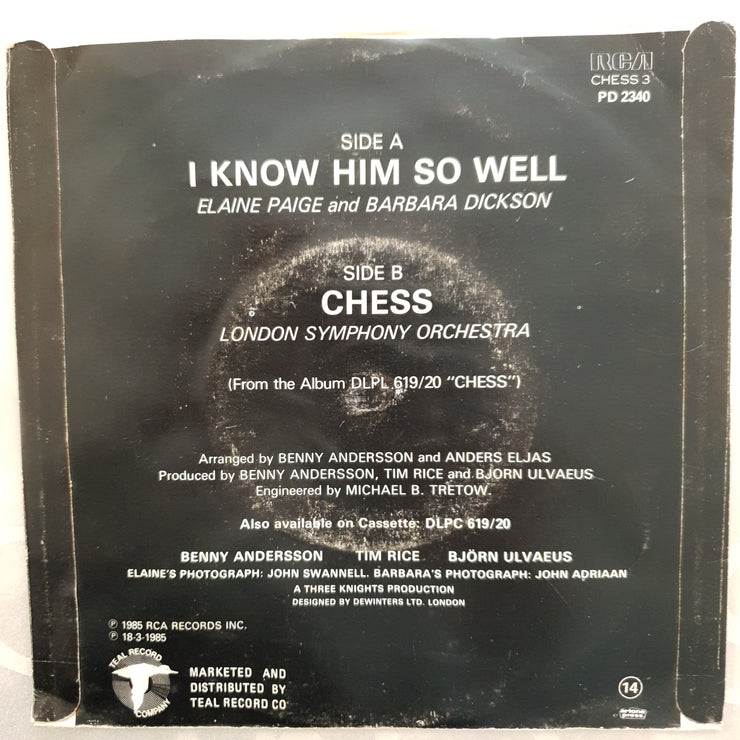 RCA
CHESS 3
PD 2340
SIDE A
I KNOW HIM SO WELL
ELAINE PAIGE and BARBARA DICKSON
SIDE B
CHESS
LONDON SYMPHONY ORCHESTRA
(From the Album DLPL 619/20 "CHESS")
Arranged by BENNY ANDERSSON and ANDERS ELJAS
Produced by BENNY ANDERSSON, TIM RICE and BJORN ULVAEUS
Engineered by MICHAEL B. TRETOW.
Also available on Cassette: DLPC 619/20
BENNY ANDERSSON TIM RICE BJÖRN ULVAEUS
ELAINE'S PHOTOGRAPH: JOHN SWANNELL. BARBARA'S PHOTOGRAPH: JOHN ADRIAAN
A THREE KNIGHTS PRODUCTION
DESIGNED BY DEWINTERS LTD. LONDON
℗ 1985 RCA RECORDS INC.
℗ 18-3-1985
TEAL RECORD
COMPANY
MARKETED AND
DISTRIBUTED BY
TEAL RECORD CO
14
artone
press